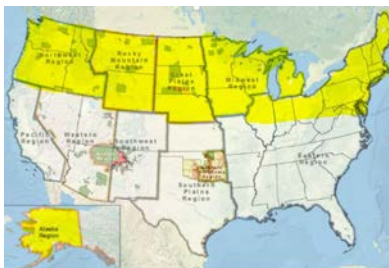 Northwest
Region
Rocky
Mountain
Region
Great
Plains
Region
Midwest
Region
Pacific
Region
Western
Region
Southwest
Region
Eastern
Region
Southern
Plains
Region
Alaska
Region